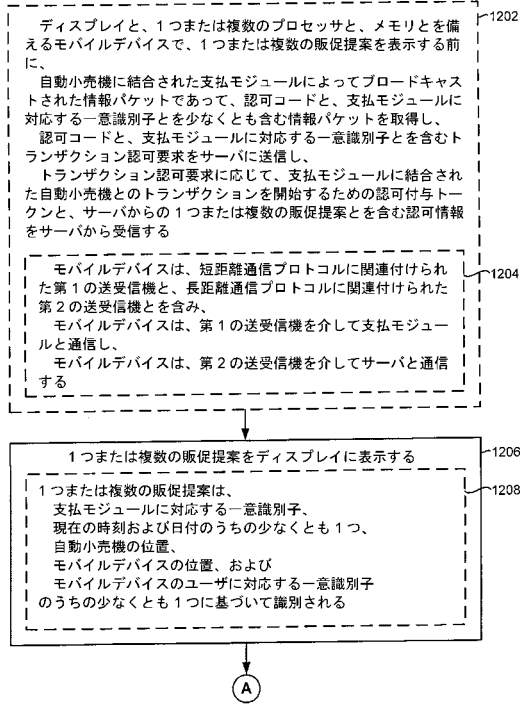 ディスプレイと、1つまたは複数のプロセッサと、メモリとを備
えるモバイルデバイスで、1つまたは複数の販促提案を表示する前
に、
自動小売機に結合された支払モジュールによってブロードキャス
トされた情報パケットであって、認可コードと、支払モジュールに
対応する一意識別子とを少なくとも含む情報パケットを取得し、
認可コードと、支払モジュールに対応する一意識別子とを含むト
ランザクション認可要求をサーバに送信し、
トランザクション認可要求に応じて、支払モジュールに結合され
た自動小売機とのトランザクションを開始するための認可付与トー
クンと、サーバからの1つまたは複数の販促提案とを含む認可情報
をサーバから受信する
1202
モバイルデバイスは、短距離通信プロトコルに関連付けられ
た第1の送受信機と、長距離通信プロトコルに関連付けられた
第2の送受信機とを含み、
モバイルデバイスは、第1の送受信機を介して支払モジュー
ルと通信し、
モバイルデバイスは、第2の送受信機を介してサーバと通信
する
1204
1つまたは複数の販促提案をディスプレイに表示する
1206
1つまたは複数の販促提案は、
支払モジュールに対応する一意識別子、
現在の時刻および日付のうちの少なくとも1つ、
自動小売機の位置、
モバイルデバイスの位置、および
モバイルデバイスのユーザに対応する一意識別子
のうちの少なくとも1つに基づいて識別される
1208
A